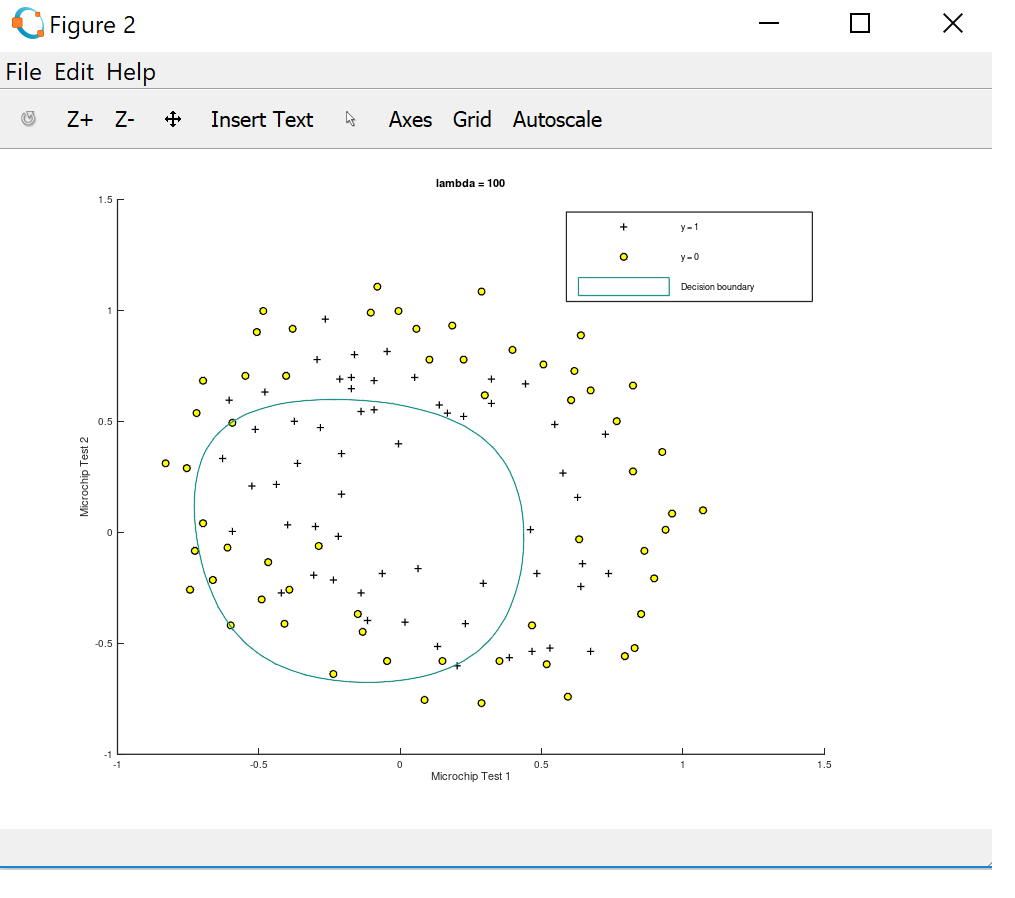 Figure 2
File Edit Help
Z+ Z- Insert Text Axes Grid Autoscale
lambda = 100
1.5
y = 1
y = 0
Decision boundary
1
0.5
Microchip Test 2
0
-0.5
-1
-1 -0.5 0 0.5 1 1.5
Microchip Test 1